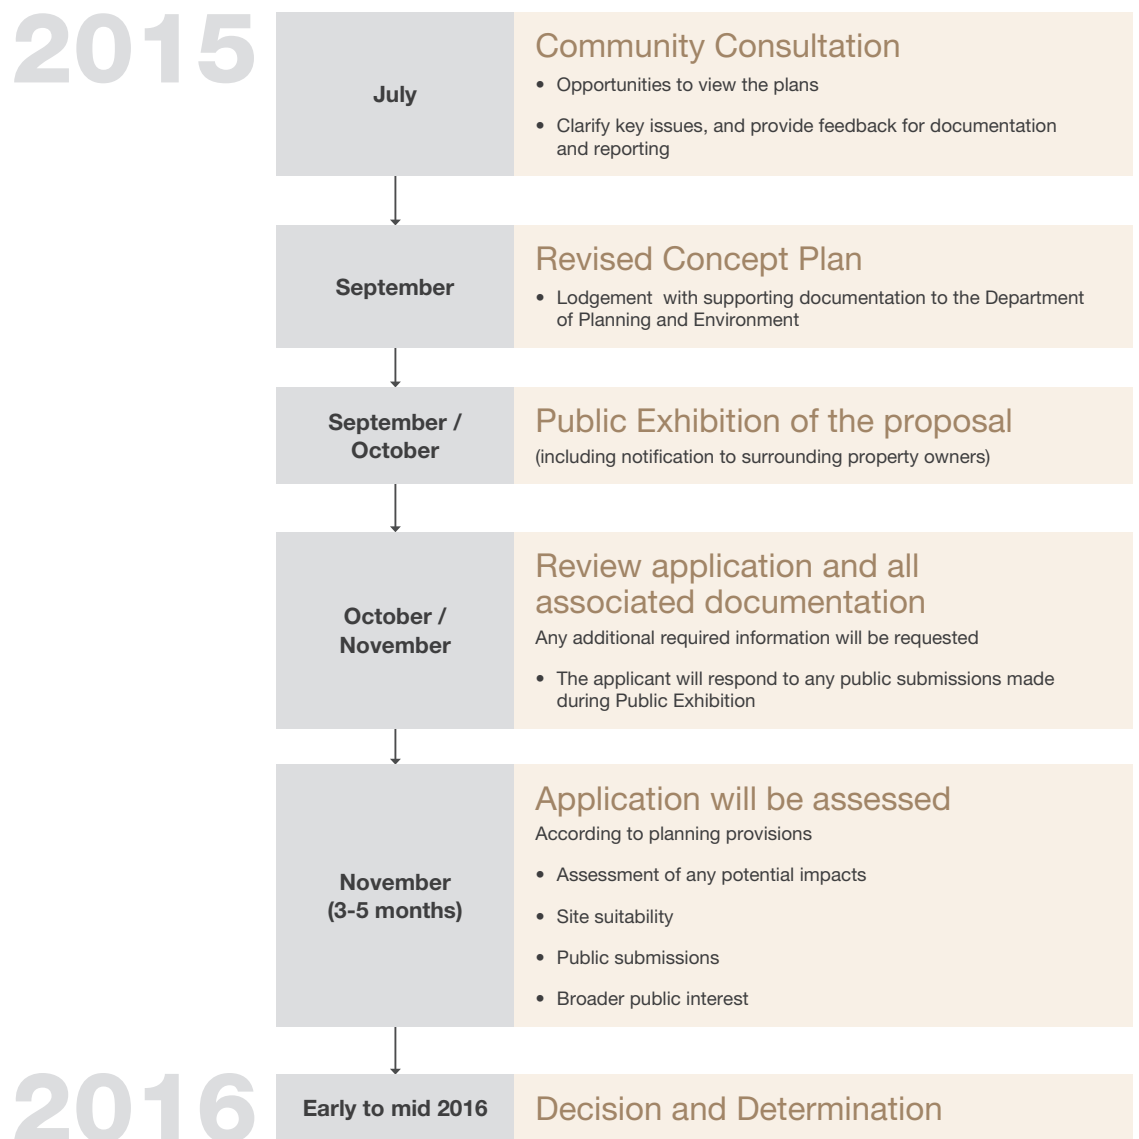 2015
July
Community Consultation
• Opportunities to view the plans
• Clarify key issues, and provide feedback for documentation
and reporting
September
Revised Concept Plan
• Lodgement  with supporting documentation to the Department
of Planning and Environment
September /
October
Public Exhibition of the proposal
(including notification to surrounding property owners)
October /
November
Review application and all
associated documentation
Any additional required information will be requested
• The applicant will respond to any public submissions made
during Public Exhibition
November
(3-5 months)
Application will be assessed
According to planning provisions
• Assessment of any potential impacts
• Site suitability
• Public submissions
• Broader public interest
2016
Early to mid 2016
Decision and Determination